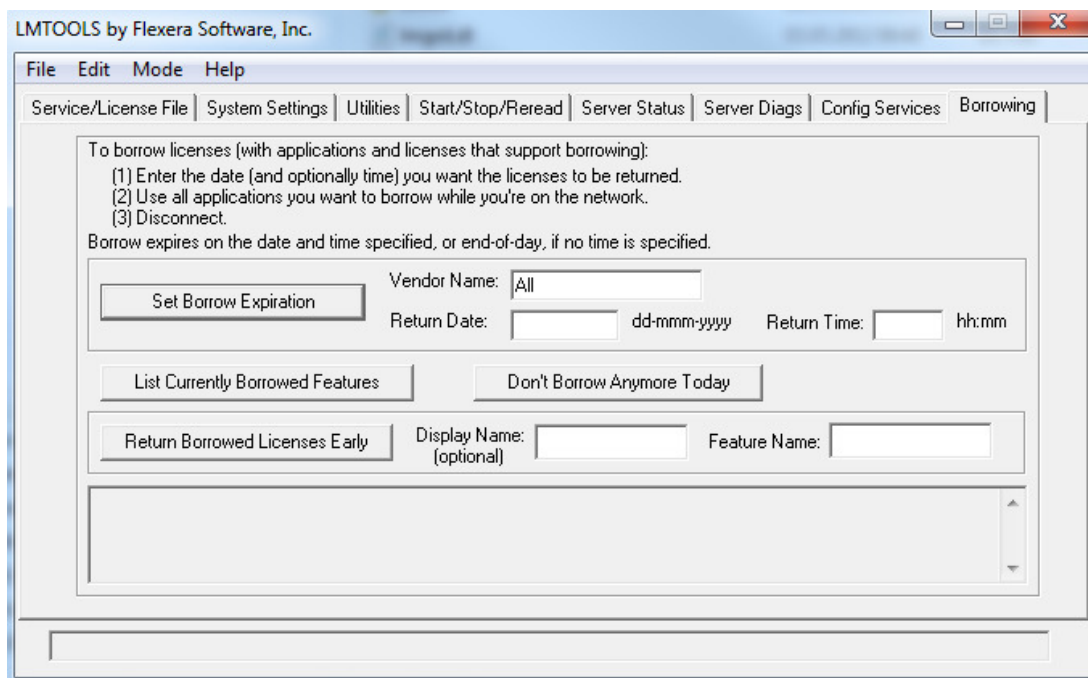 LMTOOLS by Flexera Software, Inc.
File Edit Mode Help
Service/License File System Settings Utilities Start/Stop/Reread Server Status Server Diags Config Services Borrowing
To borrow licenses (with applications and licenses that support borrowing):
(1) Enter the date (and optionally time) you want the licenses to be returned.
(2) Use all applications you want to borrow while you're on the network.
(3) Disconnect.
Borrow expires on the date and time specified, or end-of-day, if no time is specified.
Set Borrow Expiration
Vendor Name: All
Return Date: dd-mmm-yyyy Return Time: hh:mm
List Currently Borrowed Features Don't Borrow Anymore Today
Return Borrowed Licenses Early Display Name: Feature Name:
(optional)